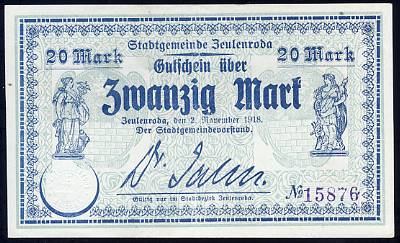 Stadtgemeinde Zeulenroda
20 Mark 20 Mark
Gutschein über
Zwanzig Mark
Zeulenroda, den 2. November 1918.
Der Stadtgemeindevorstand.
Gültig nur im Stadtbezirk Zeulenroda.
No 15876